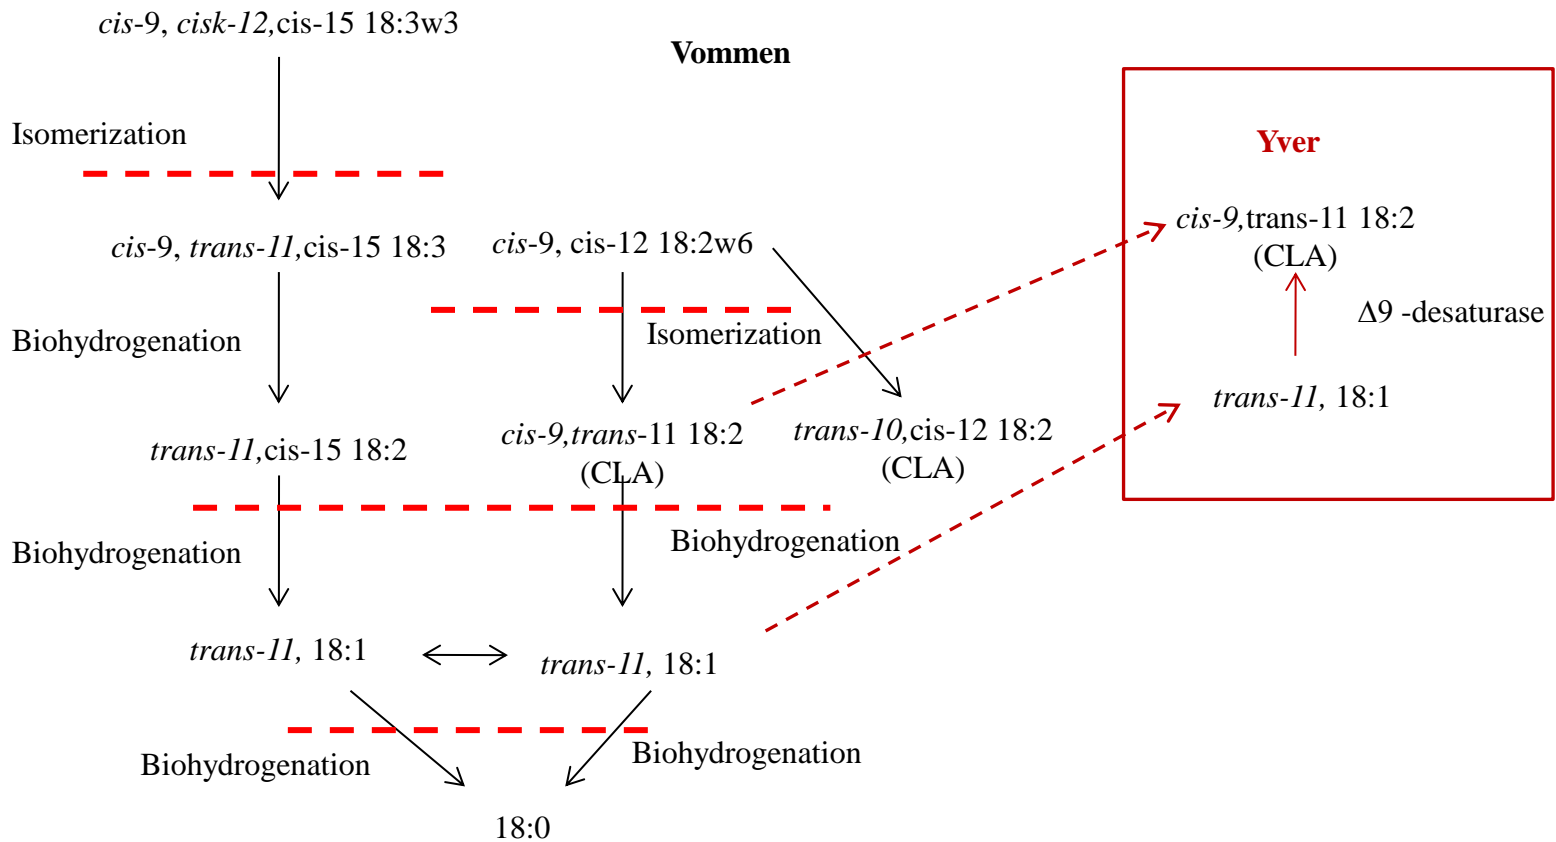 cis-9, cisk-12,cis-15 18:3w3
Vommen
Isomerization
Yver
cis-9,trans-11 18:2
(CLA)
cis-9, trans-11,cis-15 18:3
cis-9, cis-12 18:2w6
Δ9 -desaturase
Biohydrogenation
Isomerization
trans-11, 18:1
trans-11,cis-15 18:2
cis-9,trans-11 18:2
(CLA)
trans-10,cis-12 18:2
(CLA)
Biohydrogenation
Biohydrogenation
trans-11, 18:1
trans-11, 18:1
Biohydrogenation
Biohydrogenation
18:0